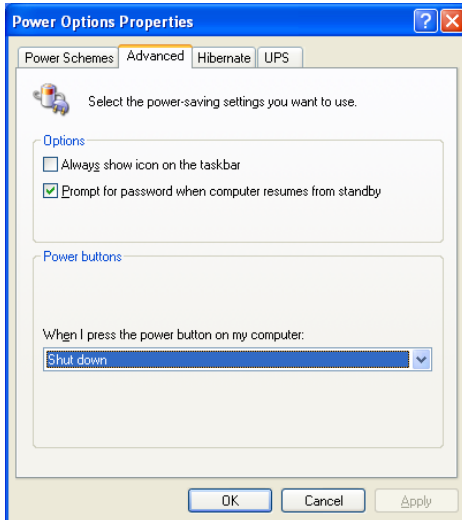 Power Options Properties
Power Schemes Advanced Hibernate UPS
Select the power-saving settings you want to use.
Options
Always show icon on the taskbar
Prompt for password when computer resumes from standby
Power buttons
When I press the power button on my computer:
Shut down
OK Cancel Apply